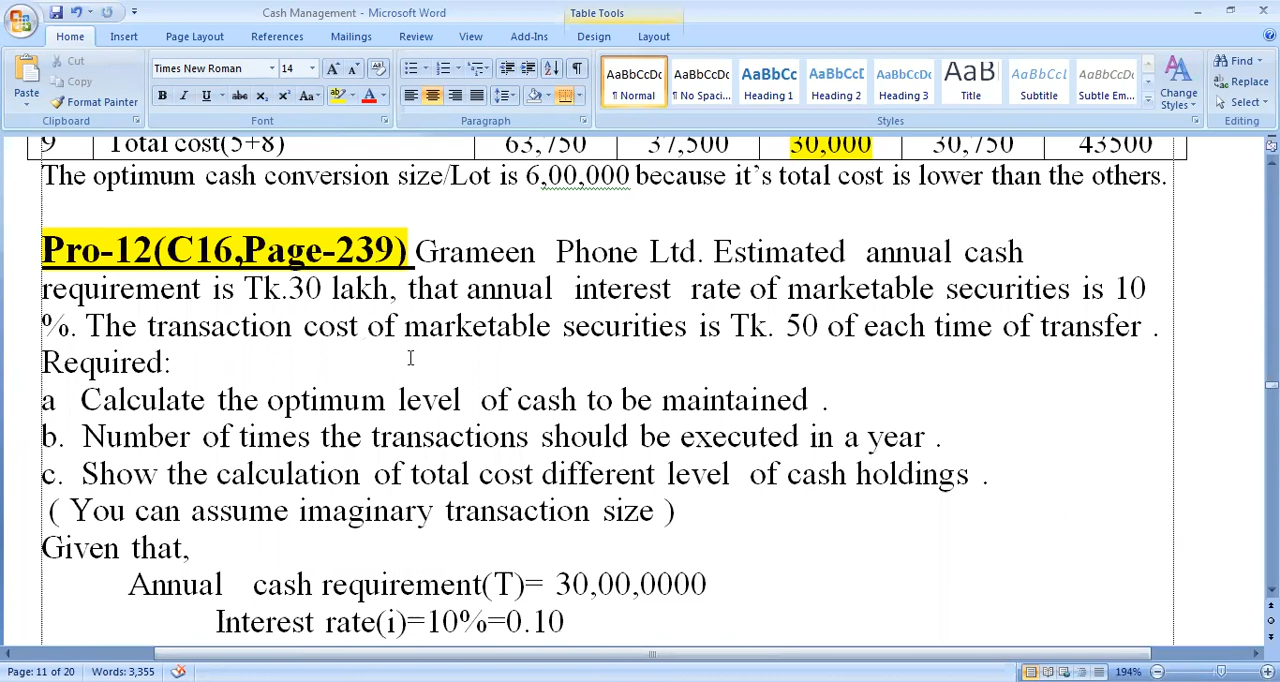 Cash Management - Microsoft Word
Table Tools
Home Insert Page Layout References Mailings Review View Add-Ins Design Layout
Paste
Cut
Copy
Format Painter
Clipboard
Times New Roman 14
Font
Paragraph
AaBbCcDc AaBbCcDc AaBbCc AaBbCcD AaBbCcI AaB AaBbCcL AaBbCcDc
¶ Normal ¶ No Spaci... Heading 1 Heading 2 Heading 3 Title Subtitle Subtle Em...
Change Styles
Styles
Find
Replace
Select
Editing
9 Total cost(5+8) 63,750 37,500 30,000 30,750 43500
The optimum cash conversion size/Lot is 6,00,000 because it’s total cost is lower than the others.
Pro-12(C16,Page-239) Grameen Phone Ltd. Estimated annual cash
requirement is Tk.30 lakh, that annual interest rate of marketable securities is 10
%. The transaction cost of marketable securities is Tk. 50 of each time of transfer .
Required:
a Calculate the optimum level of cash to be maintained .
b. Number of times the transactions should be executed in a year .
c. Show the calculation of total cost different level of cash holdings .
( You can assume imaginary transaction size )
Given that,
Annual cash requirement(T)= 30,00,0000
Interest rate(i)=10%=0.10
Page: 11 of 20 Words: 3,355 194%